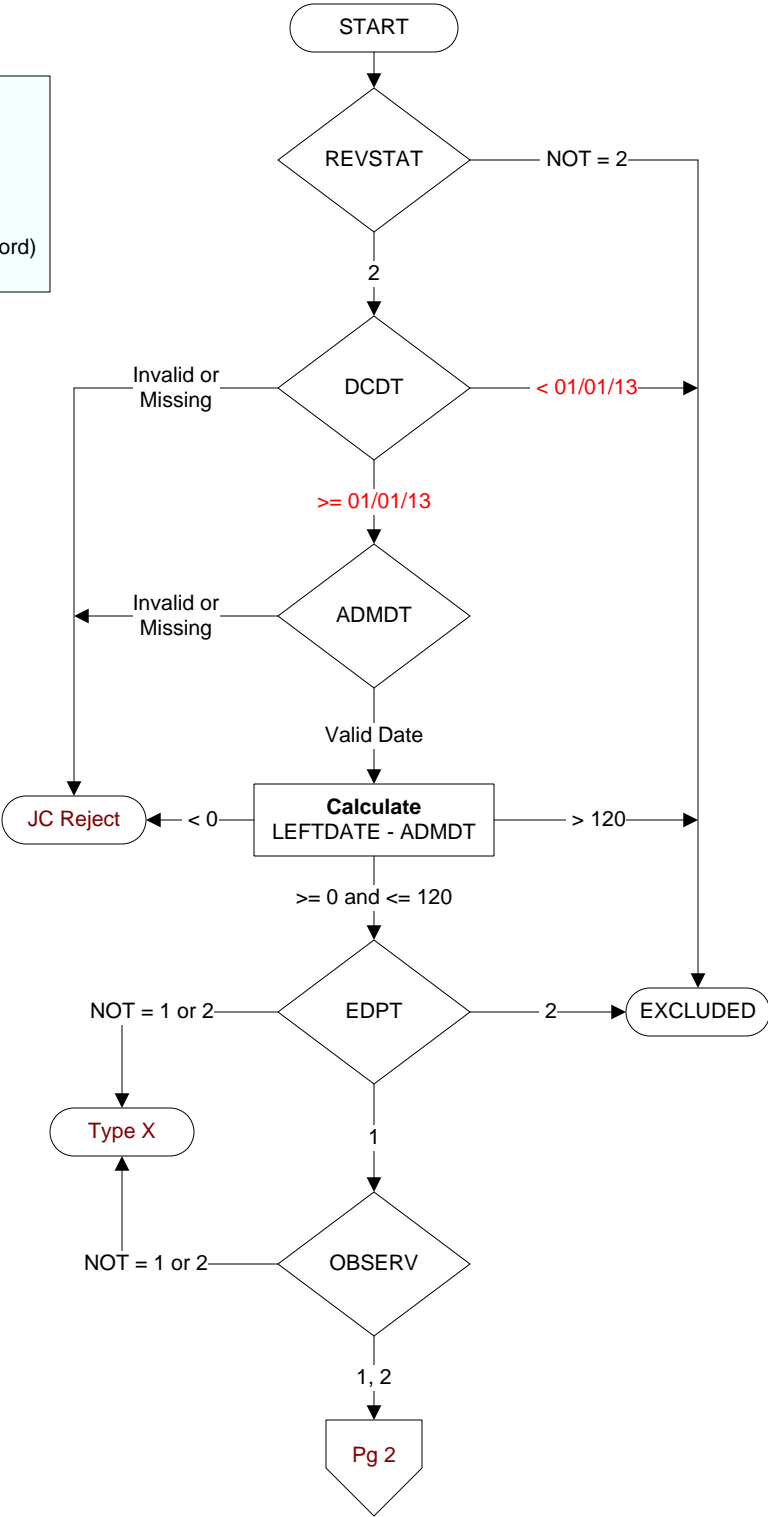 START
REVSTAT
NOT = 2
ord)
2
Invalid or
Missing
DCDT
< 01/01/13
>= 01/01/13
Invalid or
Missing
ADMDT
Valid Date
JC Reject
< 0
Calculate
LEFTDATE - ADMDT
> 120
>= 0 and <= 120
NOT = 1 or 2
EDPT
2
EXCLUDED
Type X
1
NOT = 1 or 2
OBSERV
1, 2
Pg 2